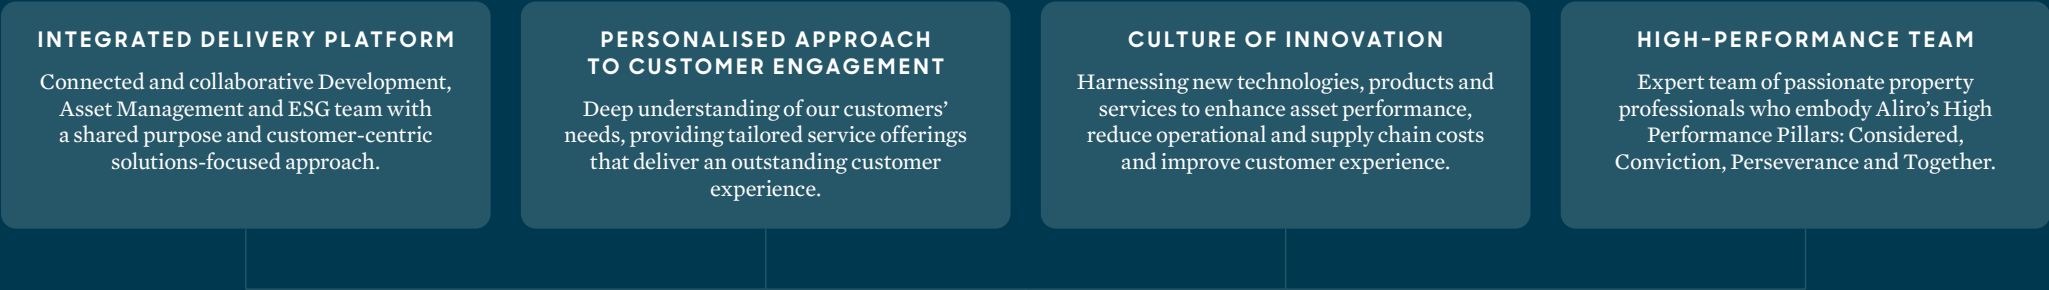 INTEGRATED DELIVERY PLATFORM
Connected and collaborative Development,
Asset Management and ESG team with
a shared purpose and customer-centric
solutions-focused approach.
PERSONALISED APPROACH
TO CUSTOMER ENGAGEMENT
Deep understanding of our customers’
needs, providing tailored service offerings
that deliver an outstanding customer
experience.
CULTURE OF INNOVATION
Harnessing new technologies, products and
services to enhance asset performance,
reduce operational and supply chain costs
and improve customer experience.
HIGH-PERFORMANCE TEAM
Expert team of passionate property
professionals who embody Aliro’s High
Performance Pillars: Considered,
Conviction, Perseverance and Together.